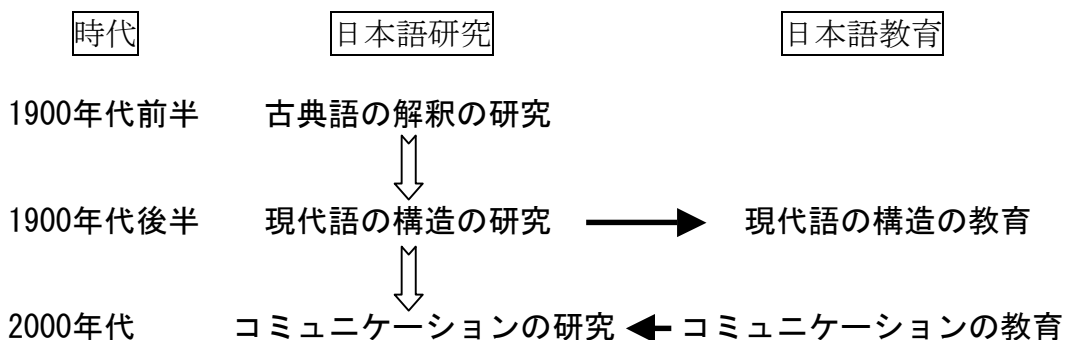 時代 日本語研究 日本語教育
1900年代前半 古典語の解釈の研究
1900年代後半 現代語の構造の研究 現代語の構造の教育
2000年代 コミュニケーションの研究 コミュニケーションの教育